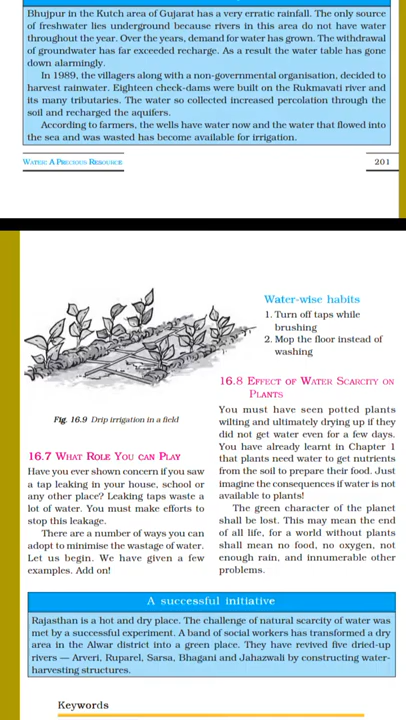 Bhujpur in the Kutch area of Gujarat has a very erratic rainfall. The only source
of freshwater lies underground because rivers in this area do not have water
throughout the year. Over the years, demand for water has grown. The withdrawal
of groundwater has far exceeded recharge. As a result the water table has gone
down alarmingly.
In 1989, the villagers along with a non-governmental organisation, decided to
harvest rainwater. Eighteen check-dams were built on the Rukmavati river and
its many tributaries. The water so collected increased percolation through the
soil and recharged the aquifers.
According to farmers, the wells have water now and the water that flowed into
the sea and was wasted has become available for irrigation.
WATER: A PRECIOUS RESOURCE
201
Fig. 16.9 Drip irrigation in a field
16.7 WHAT ROLE YOU CAN PLAY
Have you ever shown concern if you saw
a tap leaking in your house, school or
any other place? Leaking taps waste a
lot of water. You must make efforts to
stop this leakage.
There are a number of ways you can
adopt to minimise the wastage of water.
Let us begin. We have given a few
examples. Add on!
Water-wise habits
1. Turn off taps while
brushing
2. Mop the floor instead of
washing
16.8 EFFECT OF WATER SCARCITY ON
PLANTS
You must have seen potted plants
wilting and ultimately drying up if they
did not get water even for a few days.
You have already learnt in Chapter 1
that plants need water to get nutrients
from the soil to prepare their food. Just
imagine the consequences if water is not
available to plants!
The green character of the planet
shall be lost. This may mean the end
of all life, for a world without plants
shall mean no food, no oxygen, not
enough rain, and innumerable other
problems.
A successful initiative
Rajasthan is a hot and dry place. The challenge of natural scarcity of water was
met by a successful experiment. A band of social workers has transformed a dry
area in the Alwar district into a green place. They have revived five dried-up
rivers — Arveri, Ruparel, Sarsa, Bhagani and Jahazwali by constructing water-
harvesting structures.
Keywords